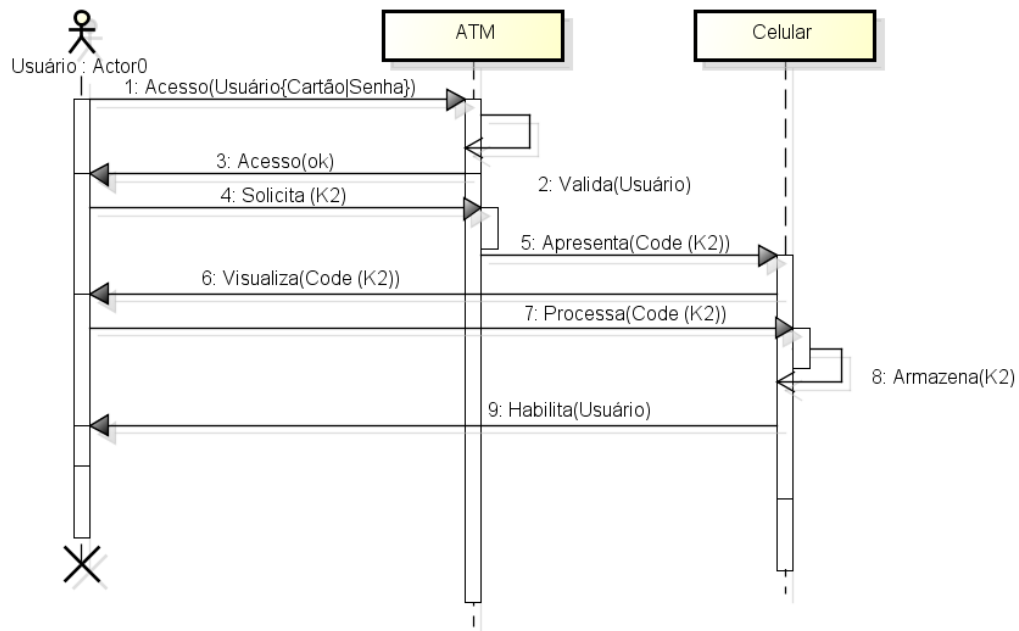 ATM
Celular
Usuário : Actor0
1: Acesso(Usuário{Cartão|Senha})
3: Acesso(ok)
2: Valida(Usuário)
4: Solicita (K2)
5: Apresenta(Code (K2))
6: Visualiza(Code (K2))
7: Processa(Code (K2))
8: Armazena(K2)
9: Habilita(Usuário)